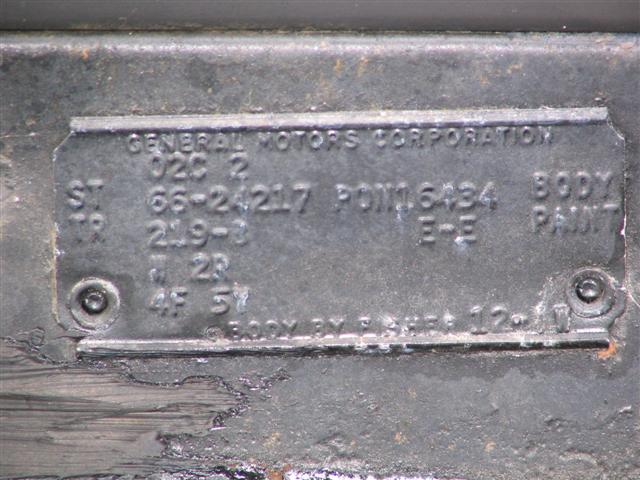 GENERAL MOTORS CORPORATION
02C 2
ST 66-24217 PON16434 BODY
TR 219- E-E PAINT
W 2R
4F 5Y
BODY BY FISHER 12-